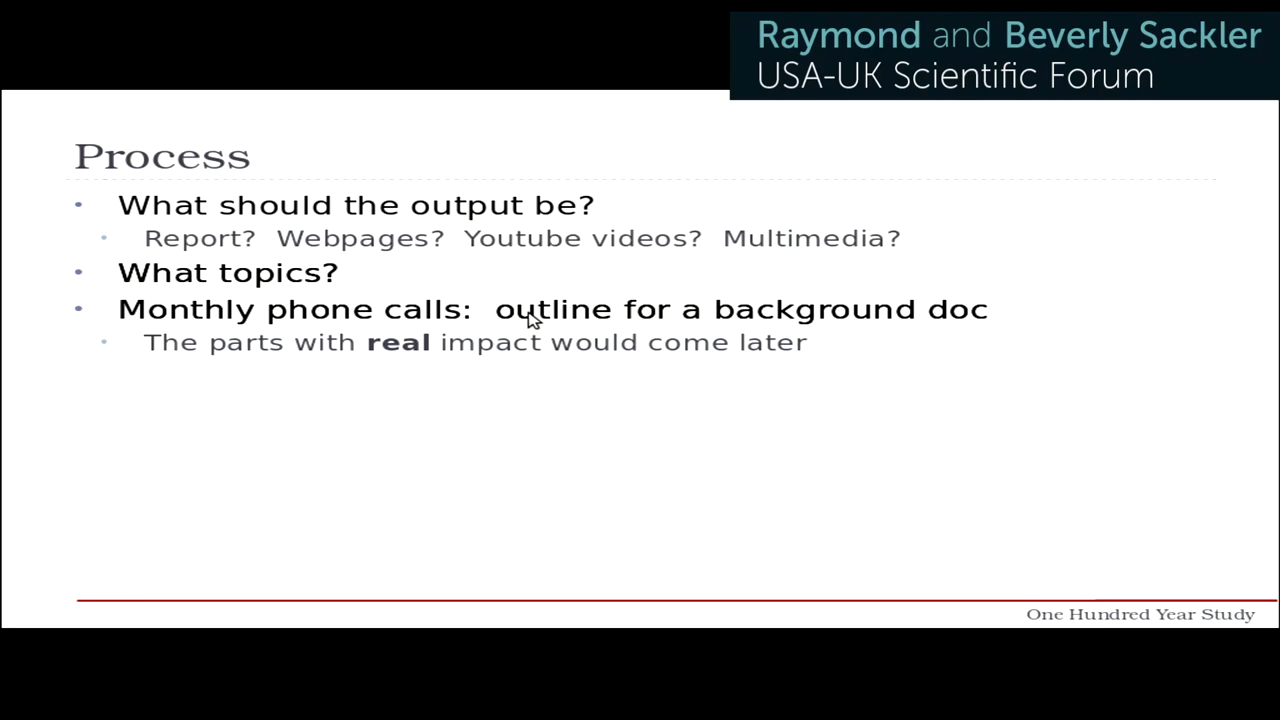 Raymond and Beverly Sackler
USA-UK Scientific Forum
Process
• What should the output be?
• Report? Webpages? Youtube videos? Multimedia?
• What topics?
• Monthly phone calls: outline for a background doc
• The parts with real impact would come later
One Hundred Year Study